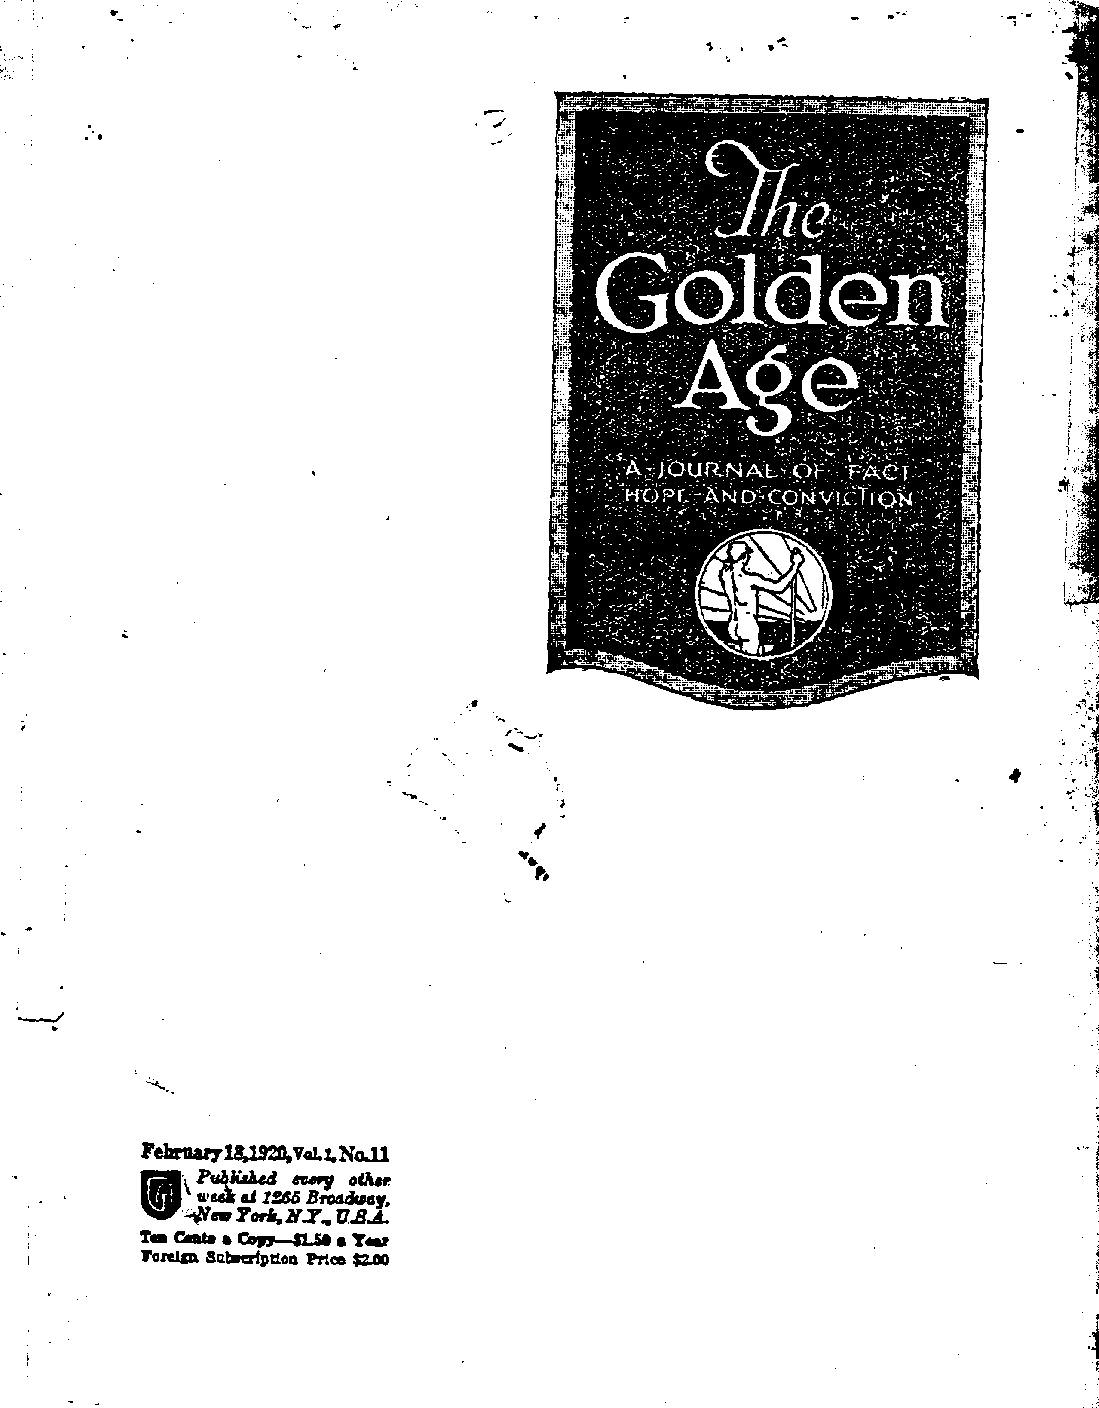 The
Golden
Age
A JOURNAL OF FACT
HOPE AND CONVICTION
February 18, 1920, Vol. 1, No. 11
Published every other
week at 1265 Broadway,
New York, N.Y., U.S.A.
Ten Cents a Copy—$1.50 a Year
Foreign Subscription Price $2.00